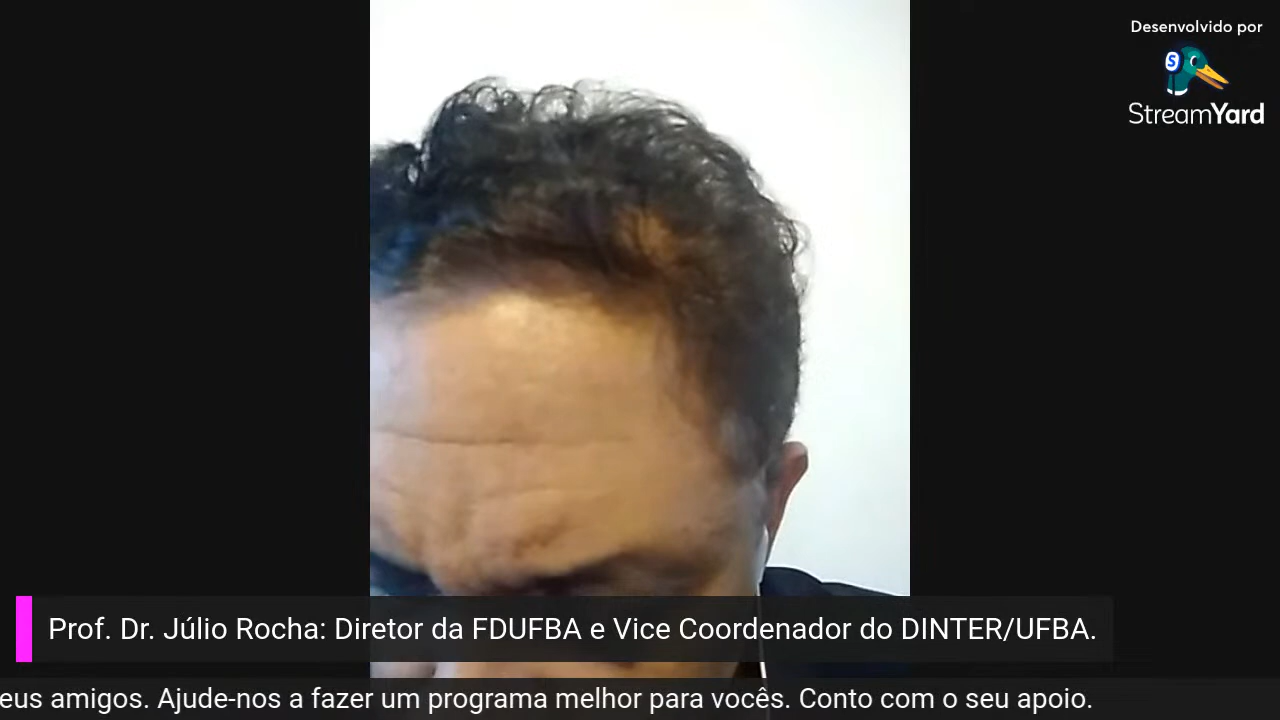 Desenvolvido por
StreamYard
Prof. Dr. Júlio Rocha: Diretor da FDUFBA e Vice Coordenador do DINTER/UFBA.
eus amigos. Ajude-nos a fazer um programa melhor para vocês. Conto com o seu apoio.